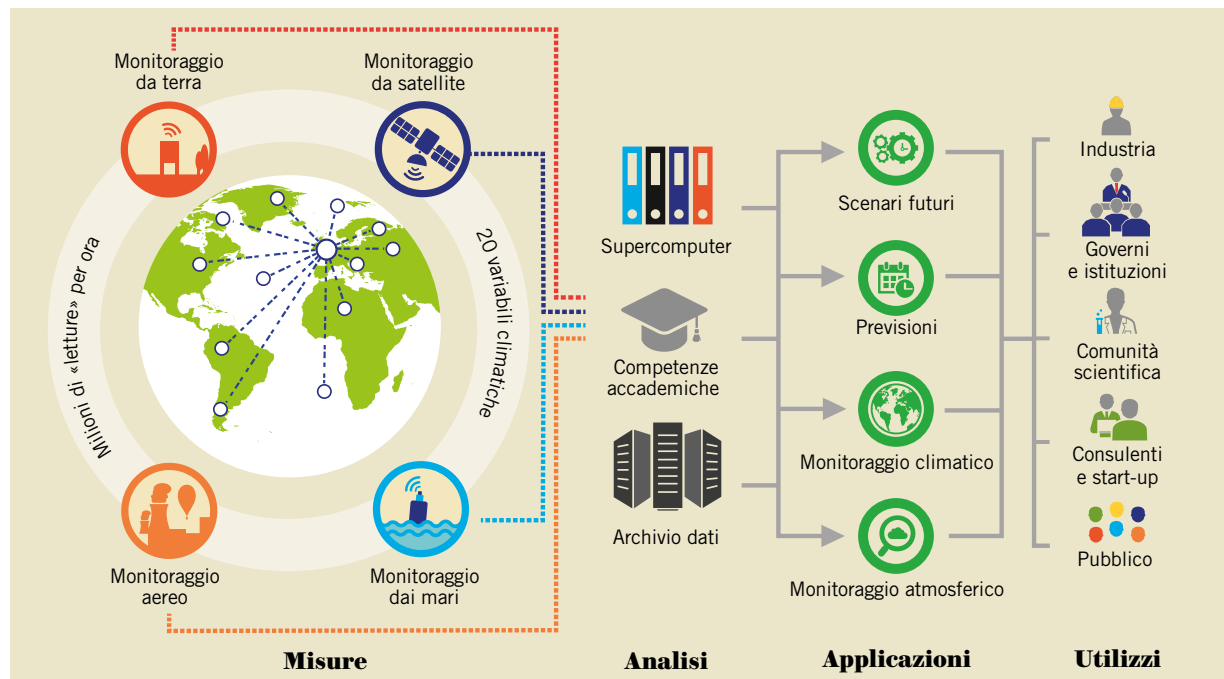 Monitoraggio
da terra
Monitoraggio
da satellite
Milioni di «letture» per ora
20 variabili climatiche
Monitoraggio
aereo
Monitoraggio
dai mari
Misure
Supercomputer
Competenze
accademiche
Archivio dati
Analisi
Scenari futuri
Previsioni
Monitoraggio climatico
Monitoraggio atmosferico
Applicazioni
Industria
Governi
e istituzioni
Comunità
scientifica
Consulenti
e start-up
Pubblico
Utilizzi